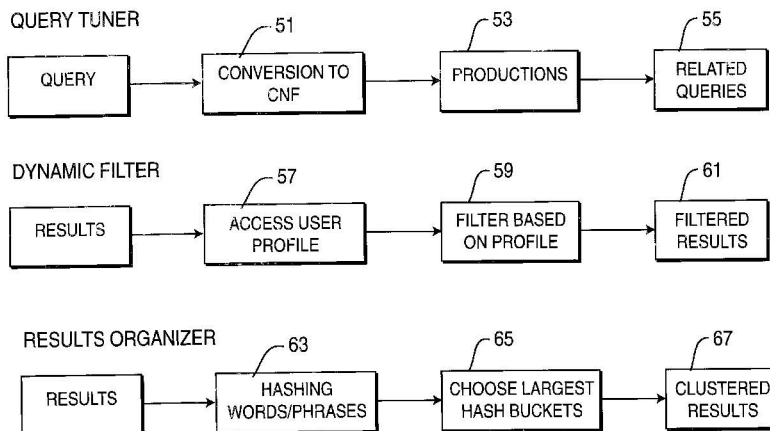 QUERY TUNER
51
53
55
QUERY
CONVERSION TO
CNF
PRODUCTIONS
RELATED
QUERIES
DYNAMIC FILTER
57
59
61
RESULTS
ACCESS USER
PROFILE
FILTER BASED
ON PROFILE
FILTERED
RESULTS
RESULTS ORGANIZER
63
65
67
RESULTS
HASHING
WORDS/PHRASES
CHOOSE LARGEST
HASH BUCKETS
CLUSTERED
RESULTS